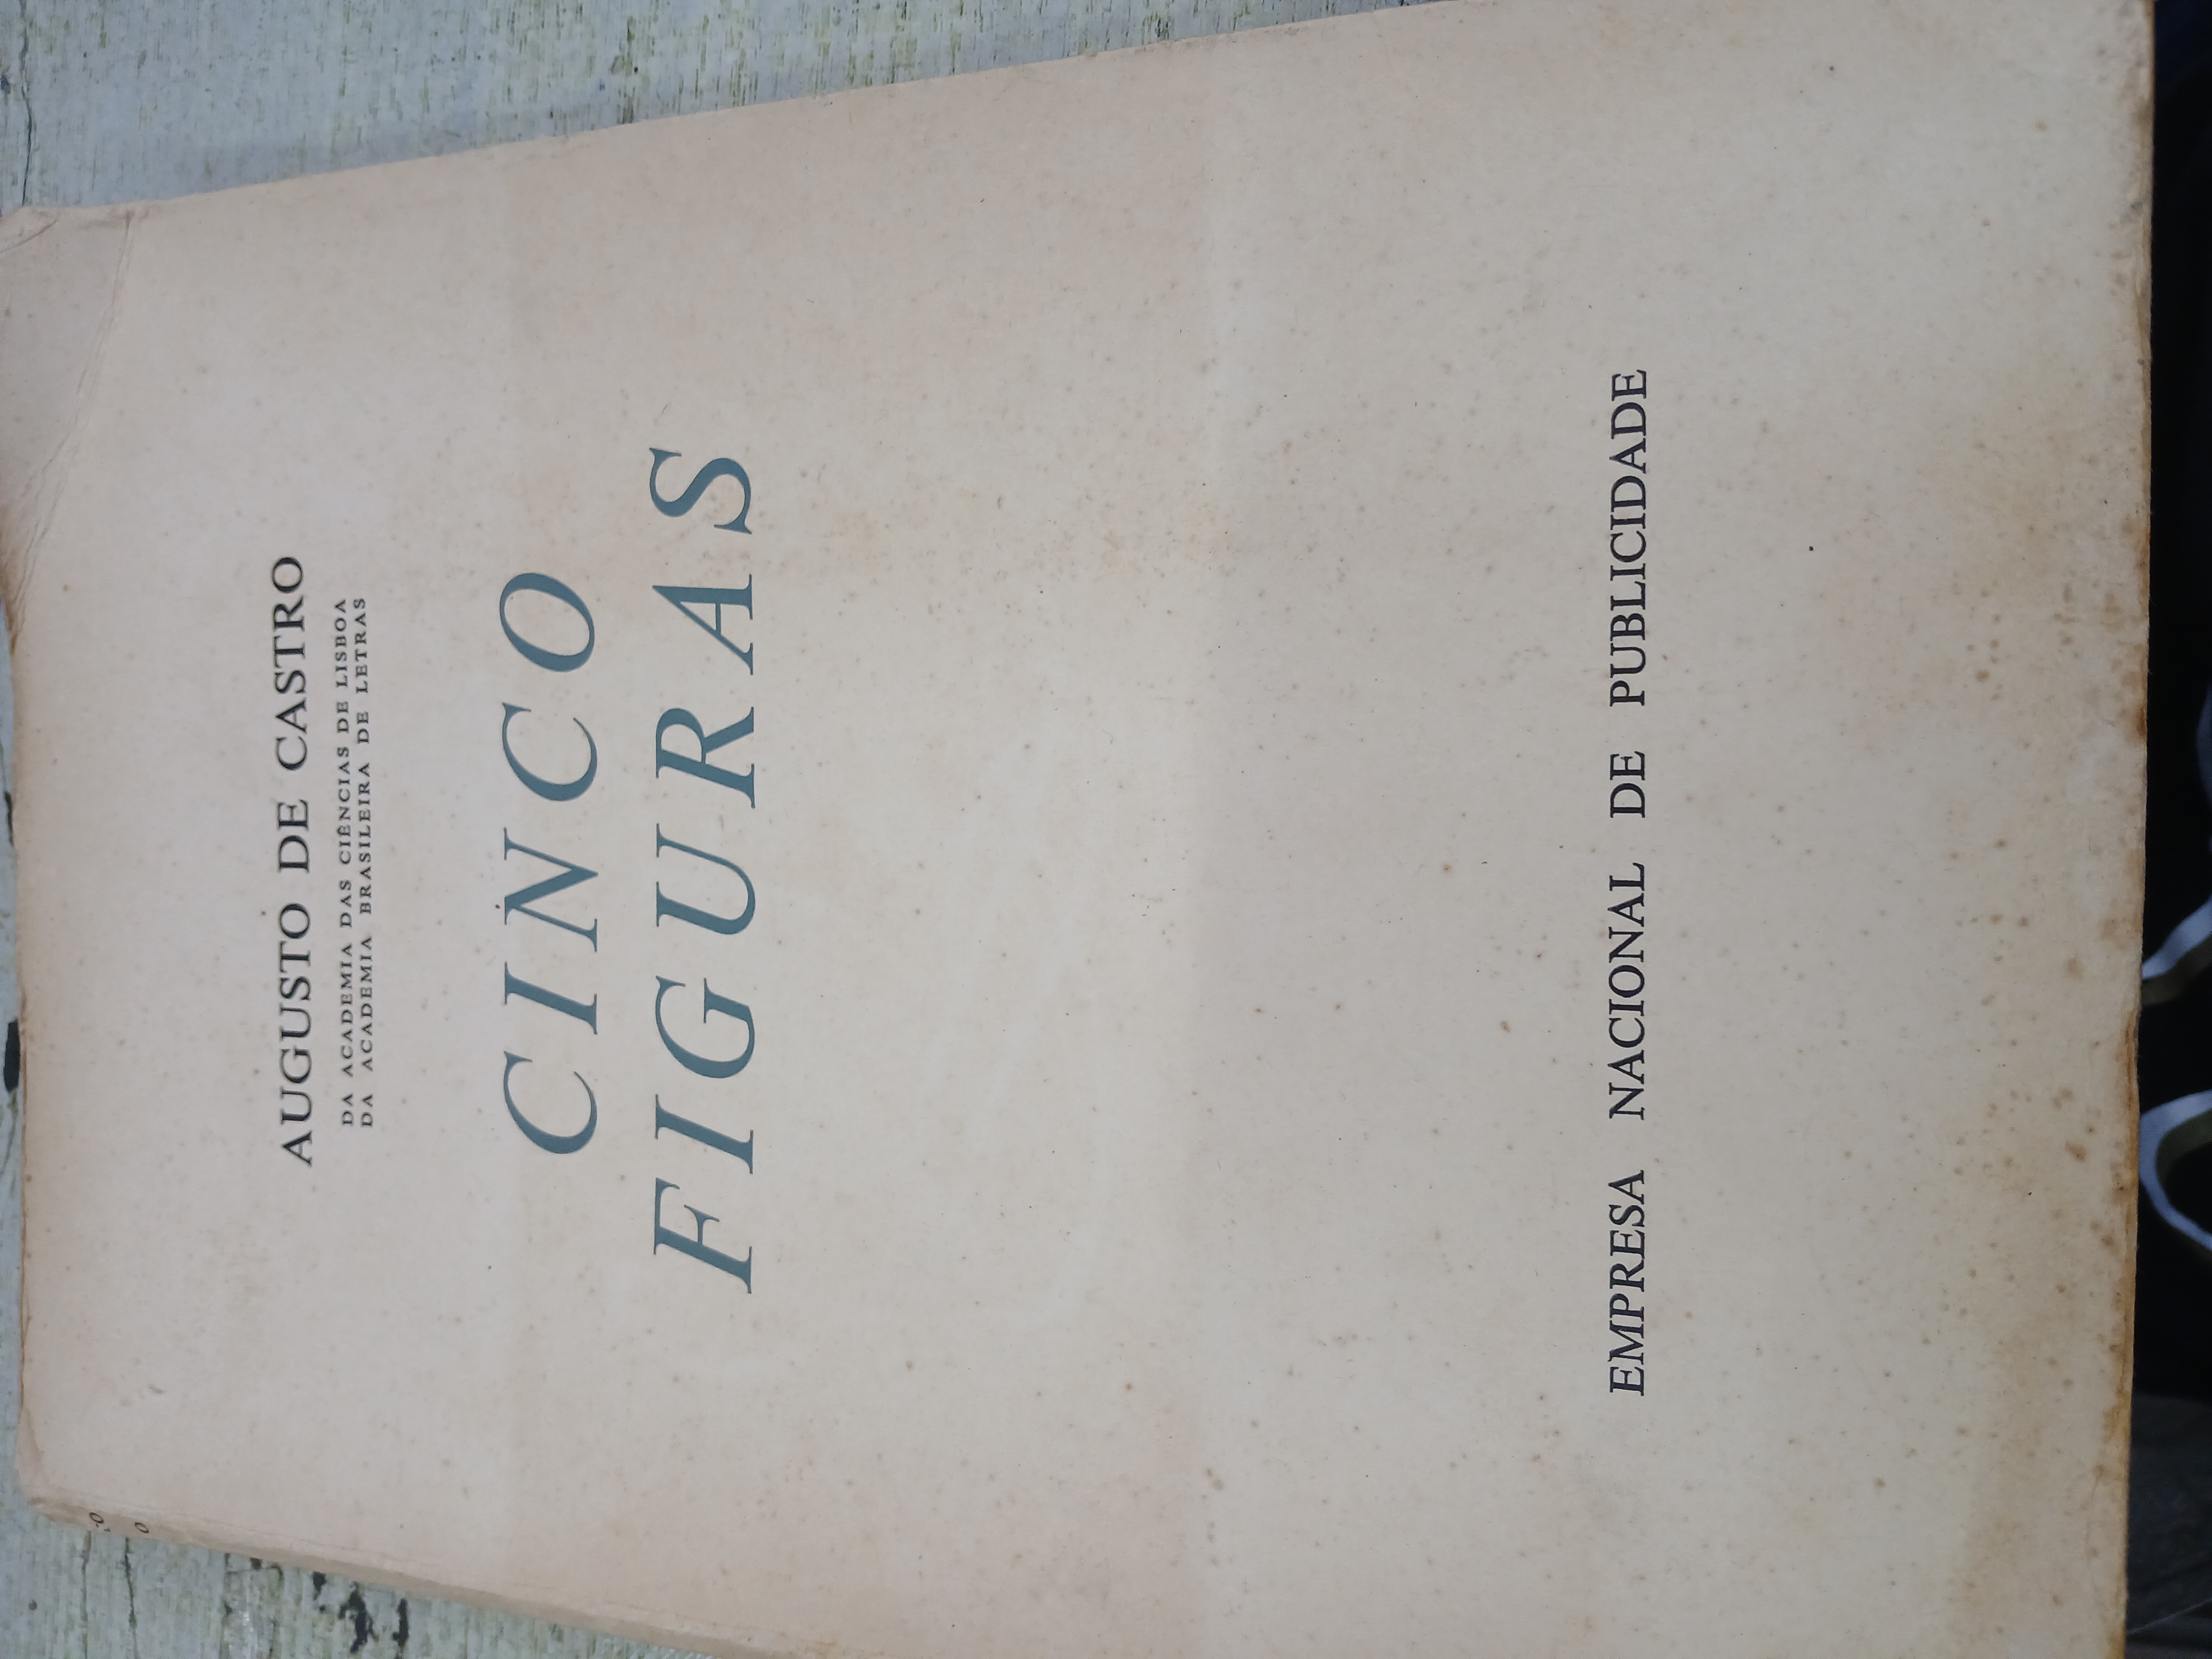 AUGUSTO DE CASTRO
DA ACADEMIA DAS CIÊNCIAS DE LISBOA
DA ACADEMIA BRASILEIRA DE LETRAS
CINCO
FIGURAS
EMPRESA NACIONAL DE PUBLICIDADE